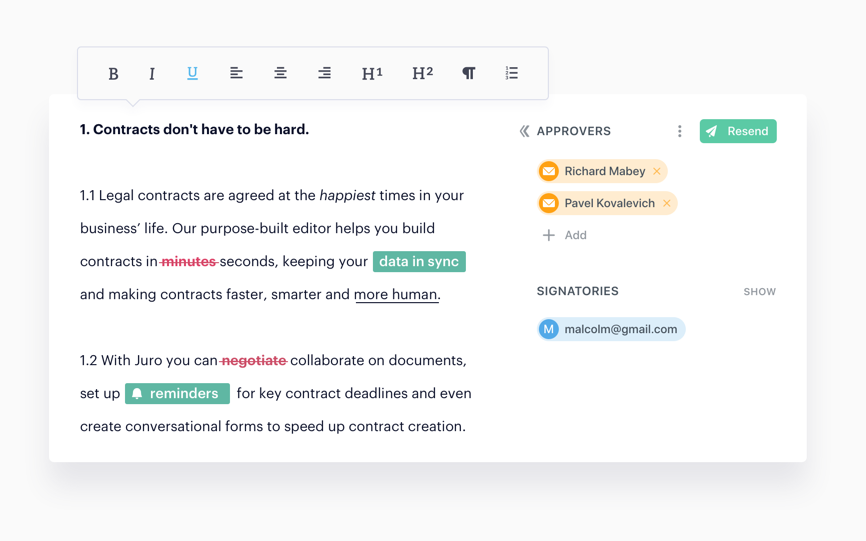 B I U H1 H2 ¶
1. Contracts don't have to be hard.
1.1 Legal contracts are agreed at the happiest times in your
business’ life. Our purpose-built editor helps you build
contracts in minutes seconds, keeping your data in sync
and making contracts faster, smarter and more human.
1.2 With Juro you can negotiate collaborate on documents,
set up reminders for key contract deadlines and even
create conversational forms to speed up contract creation.
APPROVERS
Resend
Richard Mabey ×
Pavel Kovalevich ×
+ Add
SIGNATORIES SHOW
M malcolm@gmail.com